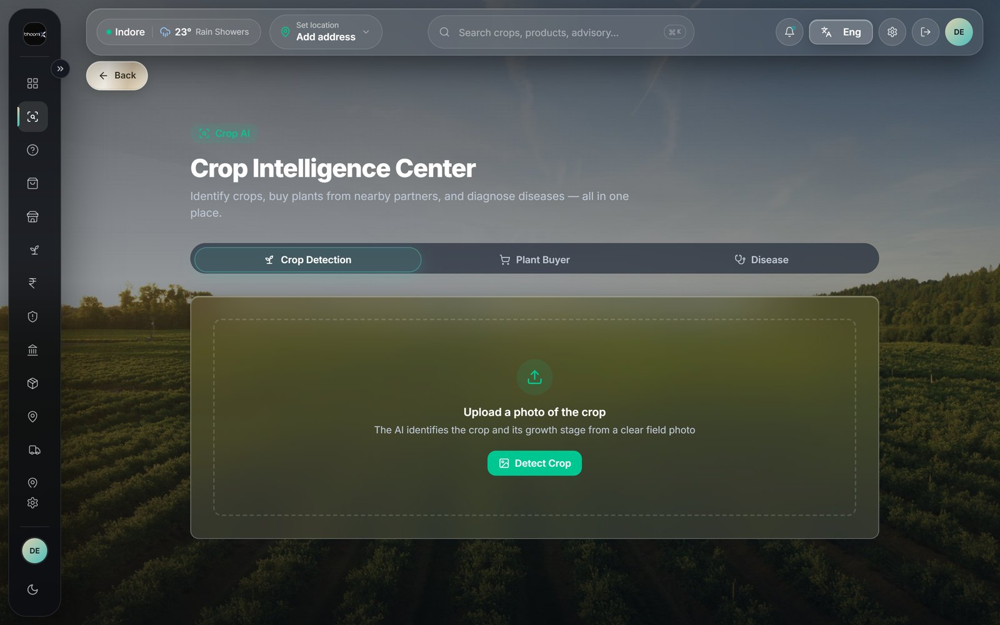 bhoomiX
Indore
23° Rain Showers
Set location
Add address
Search crops, products, advisory...
⌘ K
Eng
DE
Back
Crop AI
Crop Intelligence Center
Identify crops, buy plants from nearby partners, and diagnose diseases — all in one
place.
Crop Detection
Plant Buyer
Disease
Upload a photo of the crop
The AI identifies the crop and its growth stage from a clear field photo
Detect Crop
DE